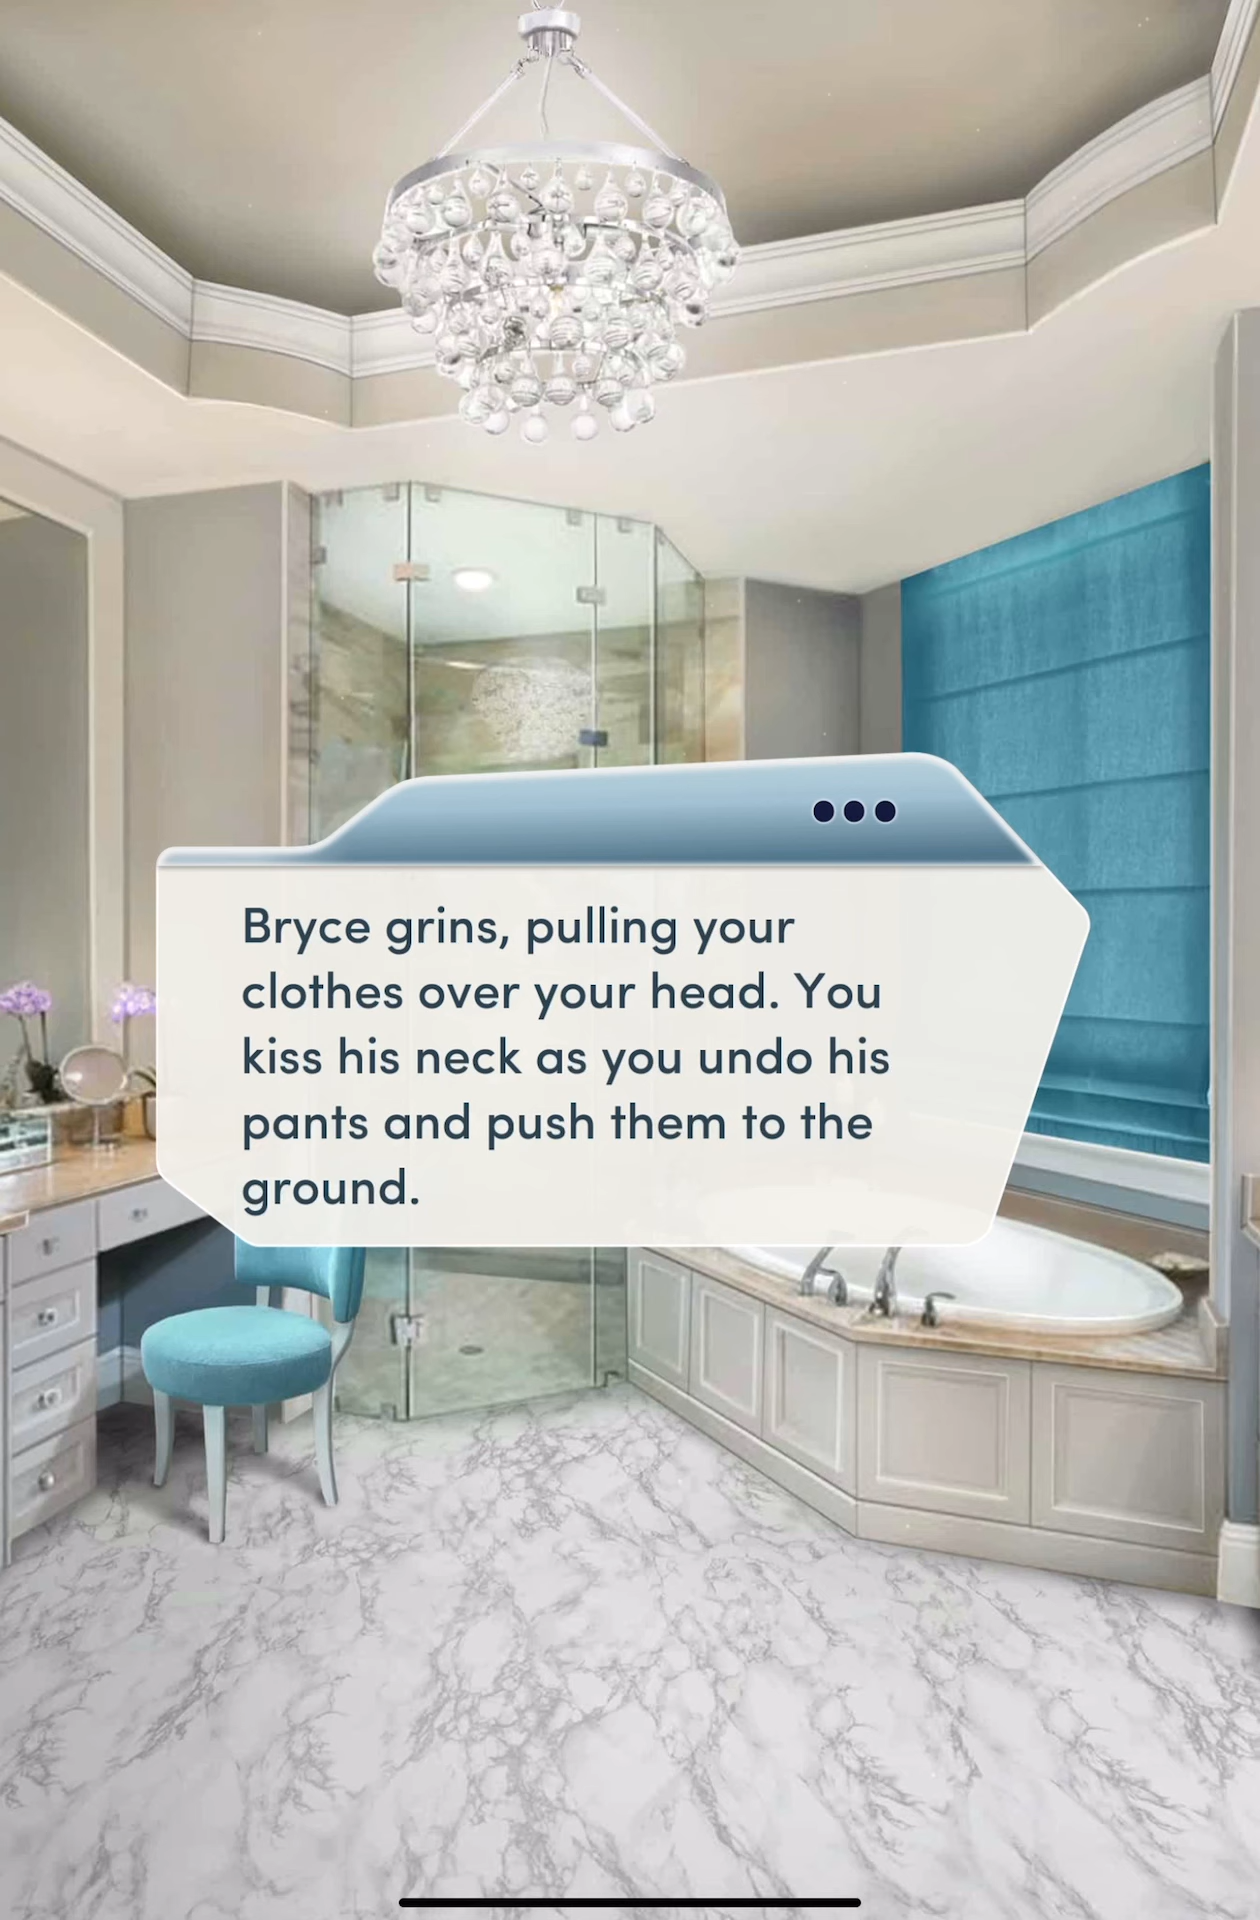 Bryce grins, pulling your
clothes over your head. You
kiss his neck as you undo his
pants and push them to the
ground.